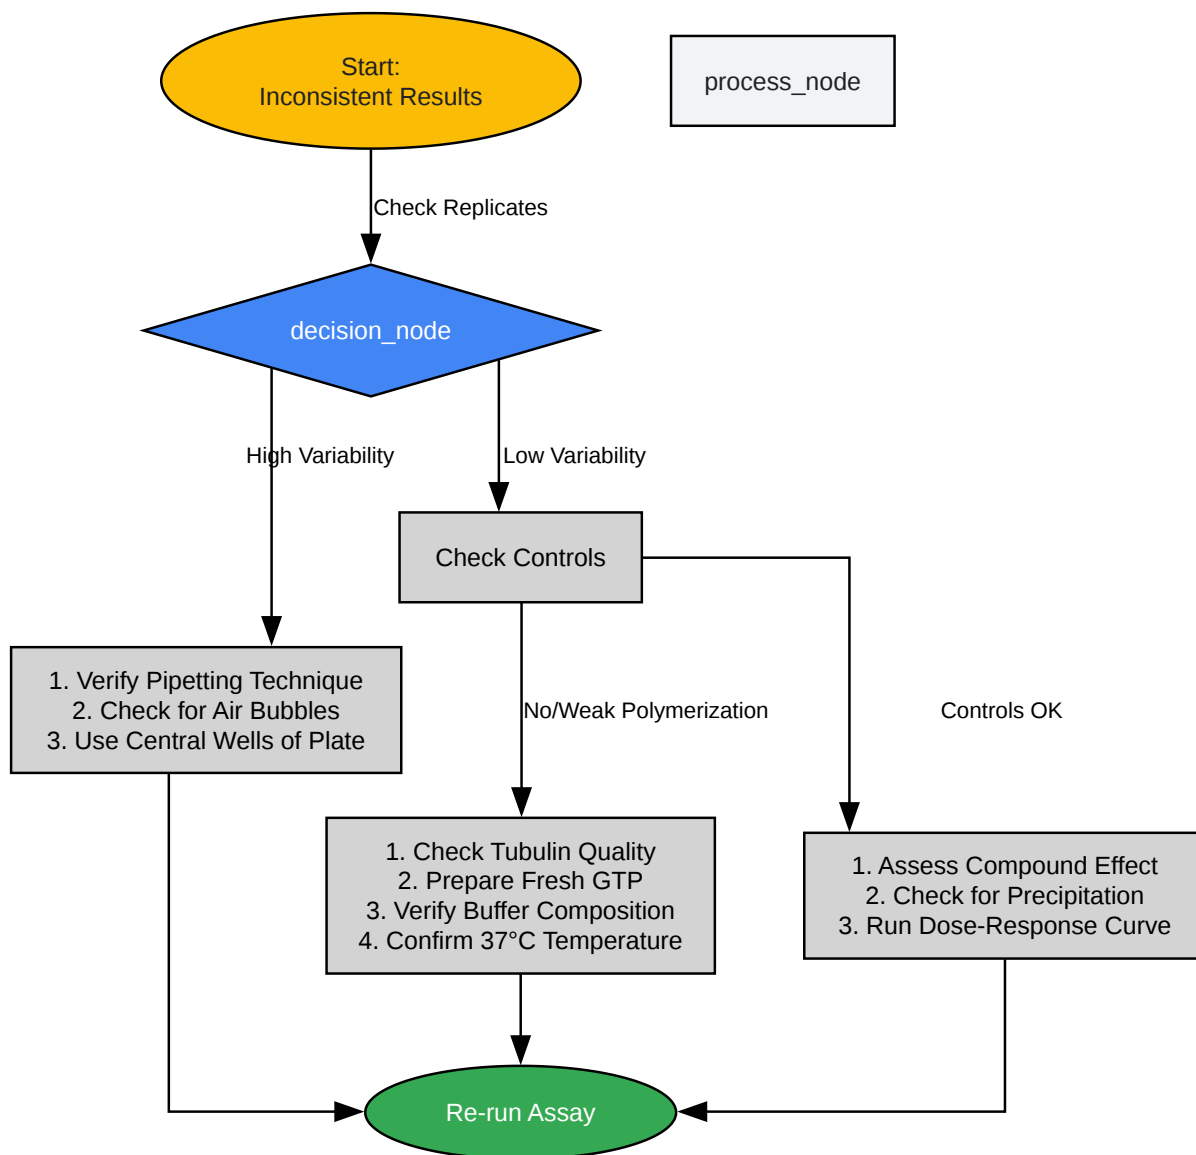 Start:
Inconsistent Results
process_node
Check Replicates
decision_node
High Variability
Low Variability
Check Controls
1. Verify Pipetting Technique
2. Check for Air Bubbles
3. Use Central Wells of Plate
No/Weak Polymerization
Controls OK
1. Check Tubulin Quality
2. Prepare Fresh GTP
3. Verify Buffer Composition
4. Confirm 37°C Temperature
1. Assess Compound Effect
2. Check for Precipitation
3. Run Dose-Response Curve
Re-run Assay